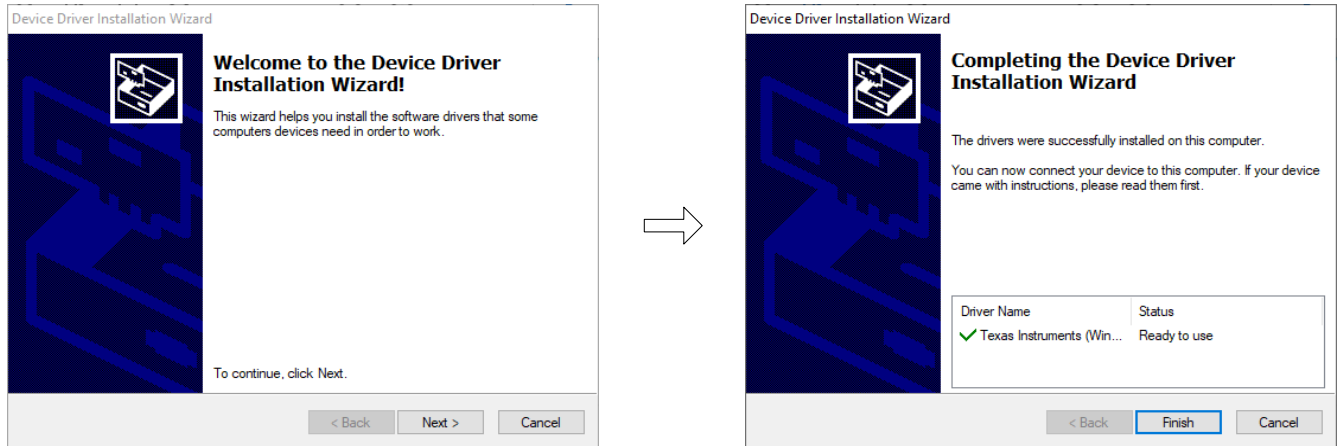 Device Driver Installation Wizard
Welcome to the Device Driver
Installation Wizard!
This wizard helps you install the software drivers that some
computers devices need in order to work.
To continue, click Next.
< Back
Next >
Cancel
Device Driver Installation Wizard
Completing the Device Driver
Installation Wizard
The drivers were successfully installed on this computer.
You can now connect your device to this computer. If your device
came with instructions, please read them first.
Driver Name Status
Texas Instruments (Win... Ready to use
< Back
Finish
Cancel